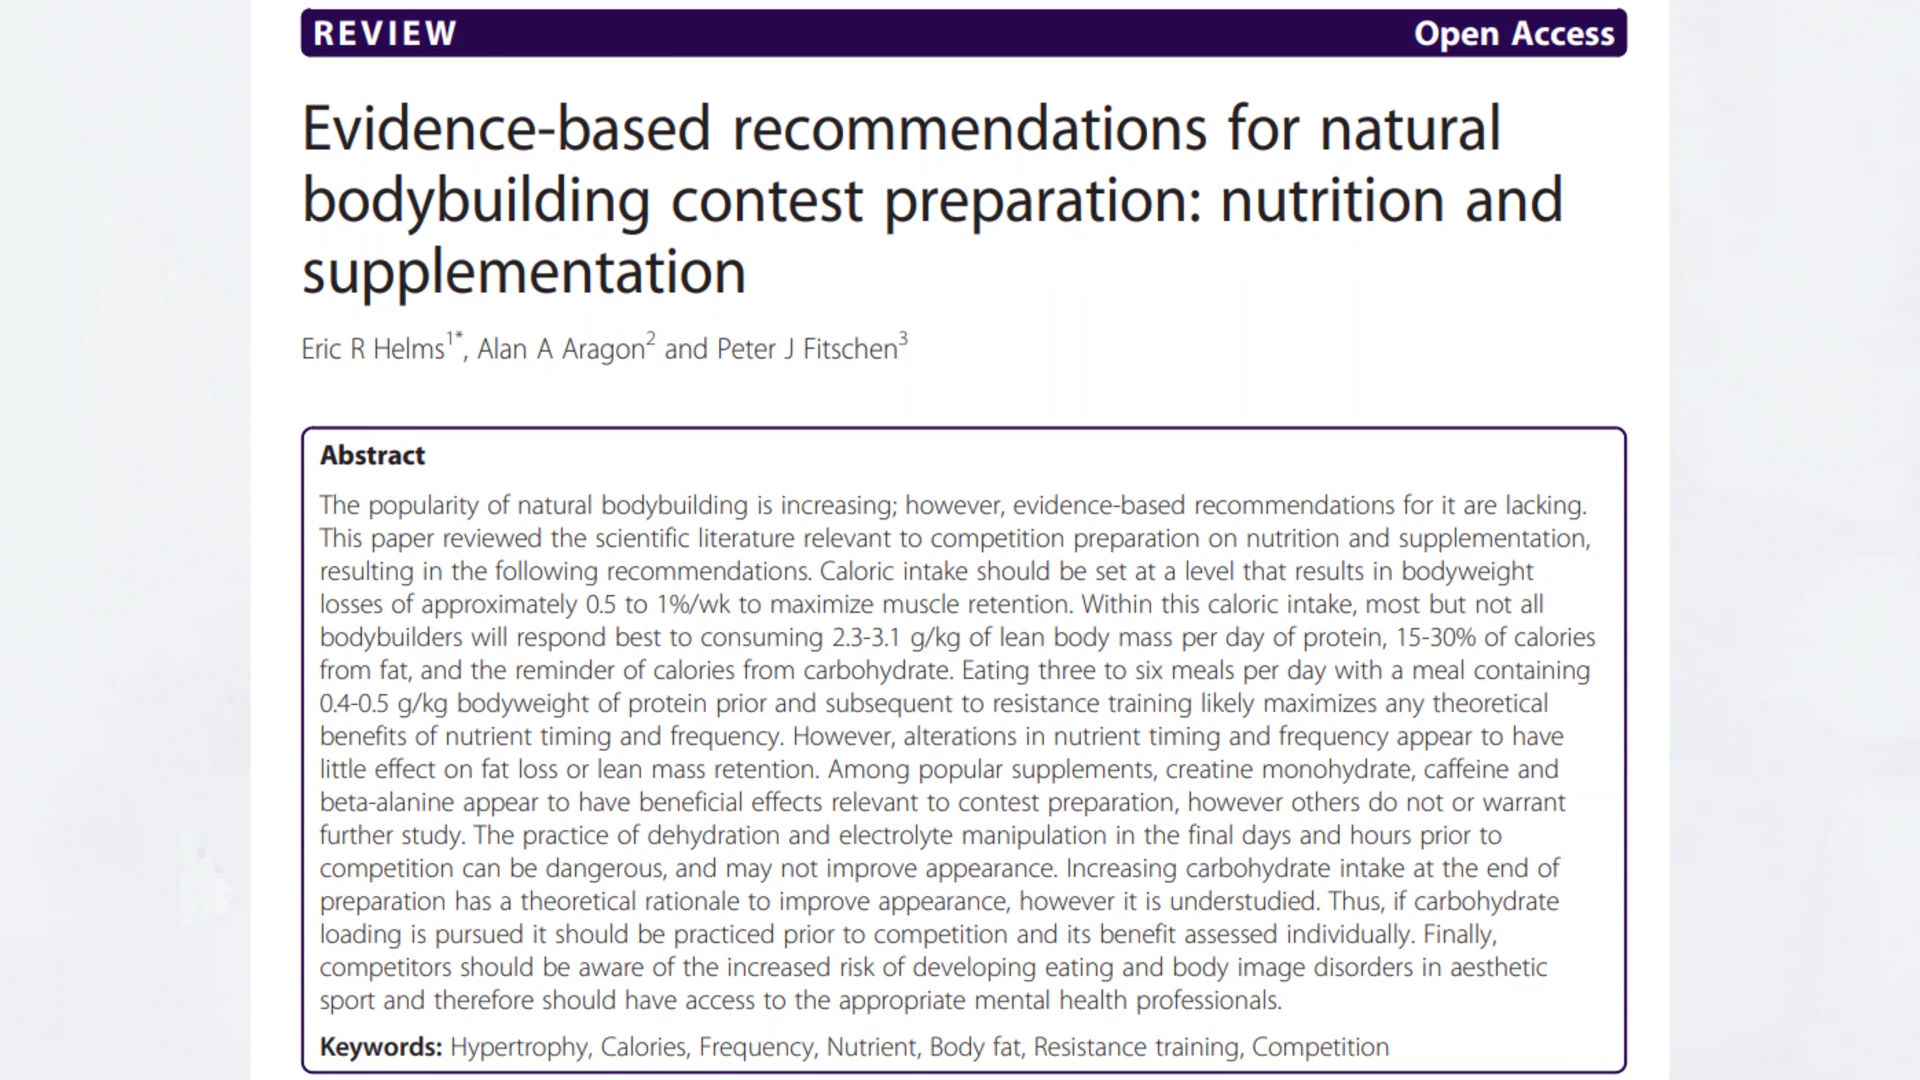 REVIEW Open Access
Evidence-based recommendations for natural
bodybuilding contest preparation: nutrition and
supplementation
Eric R Helms1*, Alan A Aragon2 and Peter J Fitschen3
Abstract
The popularity of natural bodybuilding is increasing; however, evidence-based recommendations for it are lacking.
This paper reviewed the scientific literature relevant to competition preparation on nutrition and supplementation,
resulting in the following recommendations. Caloric intake should be set at a level that results in bodyweight
losses of approximately 0.5 to 1%/wk to maximize muscle retention. Within this caloric intake, most but not all
bodybuilders will respond best to consuming 2.3-3.1 g/kg of lean body mass per day of protein, 15-30% of calories
from fat, and the reminder of calories from carbohydrate. Eating three to six meals per day with a meal containing
0.4-0.5 g/kg bodyweight of protein prior and subsequent to resistance training likely maximizes any theoretical
benefits of nutrient timing and frequency. However, alterations in nutrient timing and frequency appear to have
little effect on fat loss or lean mass retention. Among popular supplements, creatine monohydrate, caffeine and
beta-alanine appear to have beneficial effects relevant to contest preparation, however others do not or warrant
further study. The practice of dehydration and electrolyte manipulation in the final days and hours prior to
competition can be dangerous, and may not improve appearance. Increasing carbohydrate intake at the end of
preparation has a theoretical rationale to improve appearance, however it is understudied. Thus, if carbohydrate
loading is pursued it should be practiced prior to competition and its benefit assessed individually. Finally,
competitors should be aware of the increased risk of developing eating and body image disorders in aesthetic
sport and therefore should have access to the appropriate mental health professionals.
Keywords: Hypertrophy, Calories, Frequency, Nutrient, Body fat, Resistance training, Competition